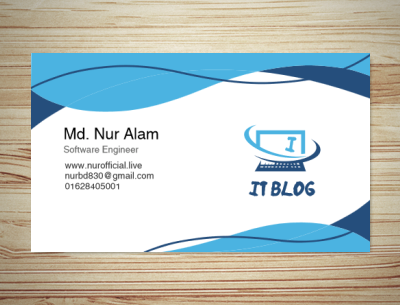 Md. Nur Alam
Software Engineer
www.nurofficial.live
nurbd830@gmail.com
01628405001
I
IT BLOG